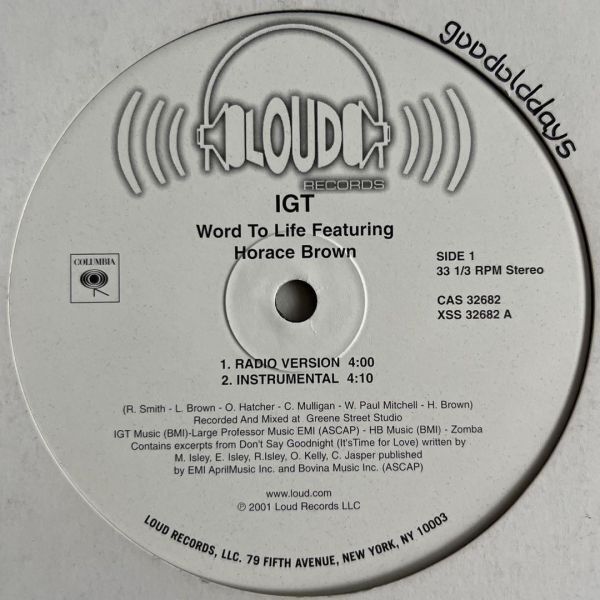 goodolddays
LOUD
RECORDS
IGT
Word To Life Featuring
Horace Brown
COLUMBIA
SIDE 1
33 1/3 RPM Stereo
CAS 32682
XSS 32682 A
1. RADIO VERSION 4:00
2. INSTRUMENTAL 4:10
(R. Smith - L. Brown - O. Hatcher - C. Mulligan - W. Paul Mitchell - H. Brown)
Recorded And Mixed at Greene Street Studio
IGT Music (BMI)-Large Professor Music EMI (ASCAP) - HB Music (BMI) - Zomba
Contains excerpts from Don't Say Goodnight (It'sTime for Love) written by
M. Isley, E. Isley, R.Isley, O. Kelly, C. Jasper published
by EMI AprilMusic Inc. and Bovina Music Inc. (ASCAP)
www.loud.com
℗ 2001 Loud Records LLC
LOUD RECORDS, LLC. 79 FIFTH AVENUE, NEW YORK, NY 10003